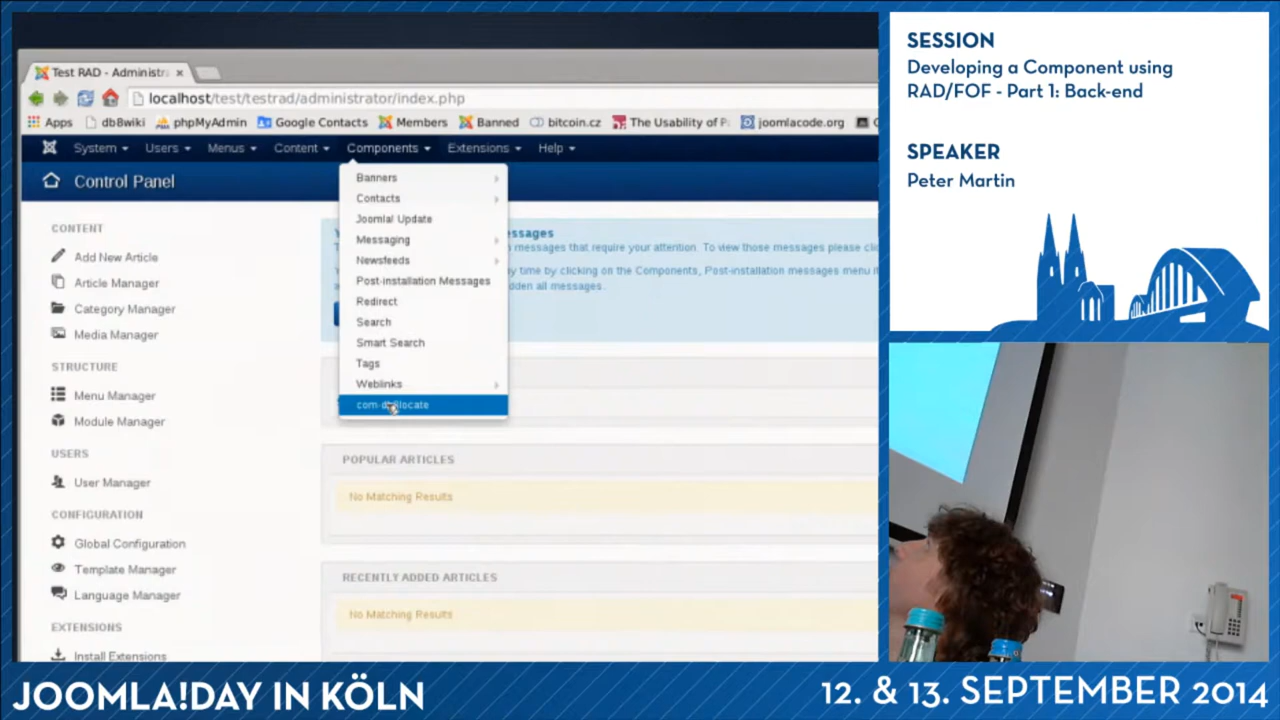 Test RAD - Administra
localhost/test/testrad/administrator/index.php
Apps
db8wiki
phpMyAdmin
Google Contacts
Members
Banned
bitcoin.cz
The Usability of
joomlacode.org
System
Users
Menus
Content
Components
Extensions
Help
Control Panel
CONTENT
Add New Article
Article Manager
Category Manager
Media Manager
STRUCTURE
Menu Manager
Module Manager
USERS
User Manager
CONFIGURATION
Global Configuration
Template Manager
Language Manager
EXTENSIONS
Install Extensions
Banners
Contacts
Joomla! Update
Messaging
Newsfeeds
Post-installation Messages
Redirect
Search
Smart Search
Tags
Weblinks
messages that require your attention. To view those messages please
time by clicking on the Components, Post-installation messages menu
all messages.
POPULAR ARTICLES
No Matching Results
RECENTLY ADDED ARTICLES
No Matching Results
SESSION
Developing a Component using
RAD/FOF - Part 1: Back-end
SPEAKER
Peter Martin
JOOMLA!DAY IN KÖLN
12. & 13. SEPTEMBER 2014